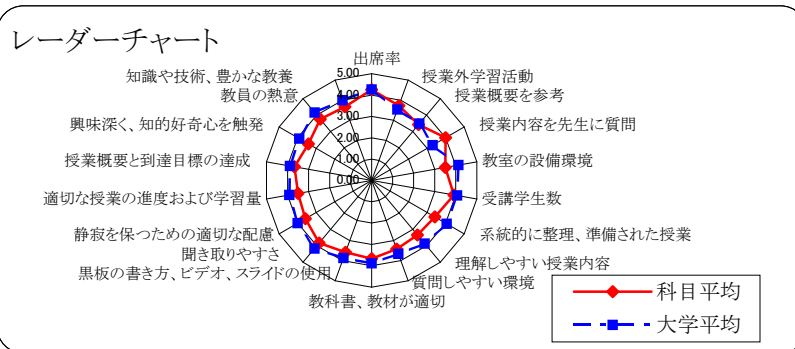 レーダーチャート
出席率
授業外学習活動
授業概要を参考
授業内容を先生に質問
教室の設備環境
受講学生数
系統的に整理、準備された授業
理解しやすい授業内容
質問しやすい環境
教科書、教材が適切
黒板の書き方、ビデオ、スライドの使用
聞き取りやすさ
静寂を保つための適切な配慮
適切な授業の進度および学習量
授業概要と到達目標の達成
興味深く、知的好奇心を触発
教員の熱意
知識や技術、豊かな教養
5.00
4.00
3.00
2.00
1.00
0.00
科目平均
大学平均